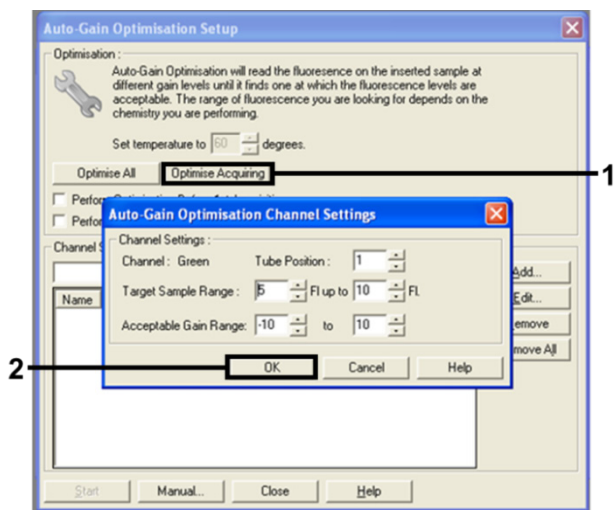 Auto-Gain Optimisation Setup
Optimisation :
Auto-Gain Optimisation will read the fluoresence on the inserted sample at
different gain levels until it finds one at which the fluorescence levels are
acceptable. The range of fluorescence you are looking for depends on the
chemistry you are performing.
Set temperature to 60 degrees.
Optimise All Optimise Acquiring
1
Perform
Perfor
Auto-Gain Optimisation Channel Settings
Channel Settings :
Channel : Green Tube Position : 1
Target Sample Range : 5 Fl up to 10 Fl.
Acceptable Gain Range: -10 to 10
OK Cancel Help
2
Channel S
Name
Add...
Edit...
emove
move All
Start Manual... Close Help